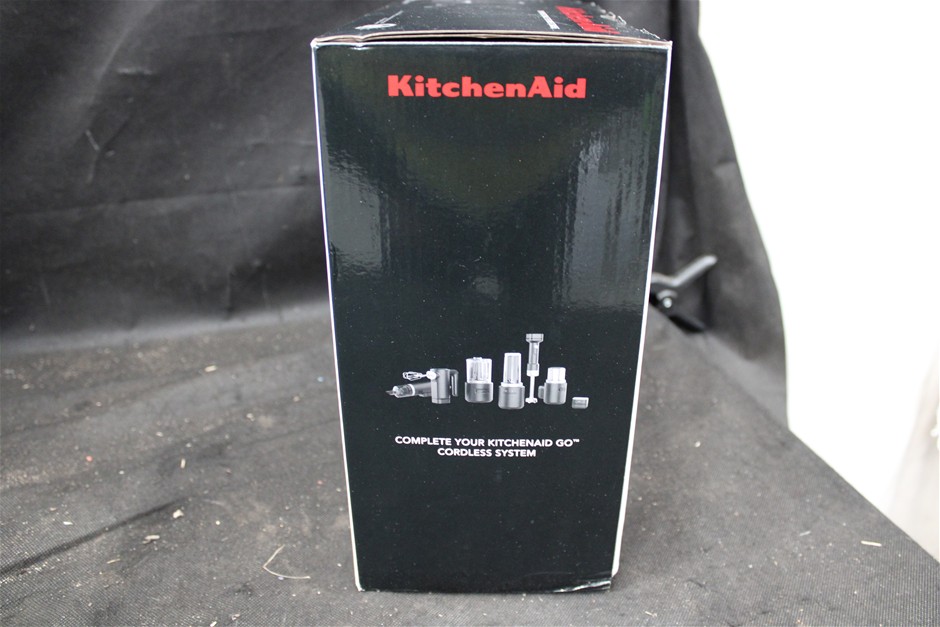 KitchenAid
COMPLETE YOUR KITCHENAID GO™
CORDLESS SYSTEM